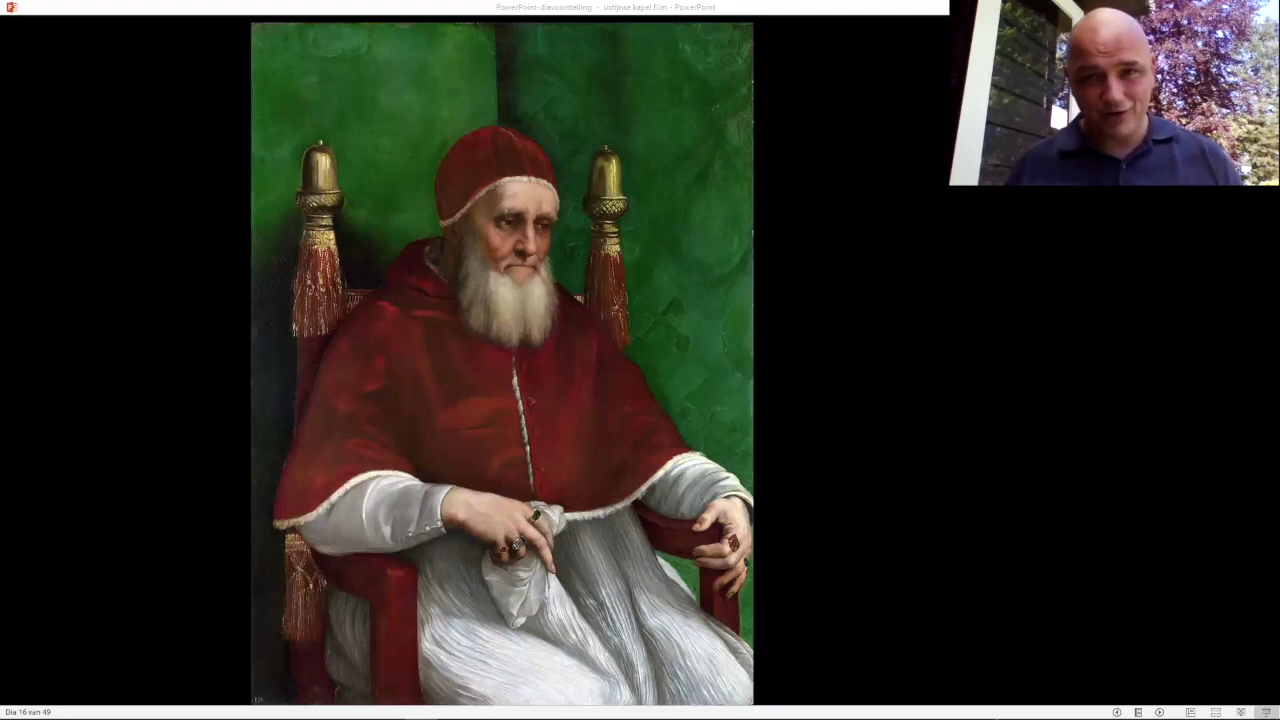 PowerPoint-diavoorstelling - sixtijnse kapel film - PowerPoint
Dia 16 van 49